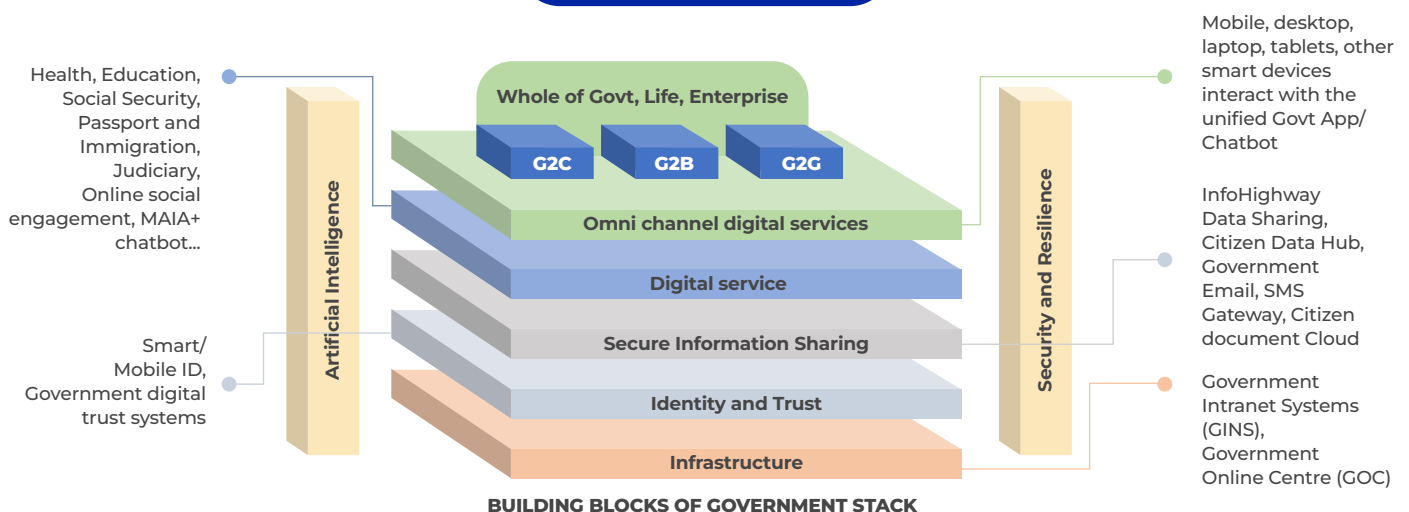 Health, Education,
Social Security,
Passport and
Immigration,
Judiciary,
Online social
engagement, MAIA+
chatbot...
Smart/
Mobile ID,
Government digital
trust systems
Artificial Intelligence
Whole of Govt, Life, Enterprise
G2C
G2B
G2G
Omni channel digital services
Digital service
Secure Information Sharing
Identity and Trust
Infrastructure
Security and Resilience
Mobile, desktop,
laptop, tablets, other
smart devices
interact with the
unified Govt App/
Chatbot
InfoHighway
Data Sharing,
Citizen Data Hub,
Government
Email, SMS
Gateway, Citizen
document Cloud
Government
Intranet Systems
(GINS),
Government
Online Centre (GOC)
BUILDING BLOCKS OF GOVERNMENT STACK